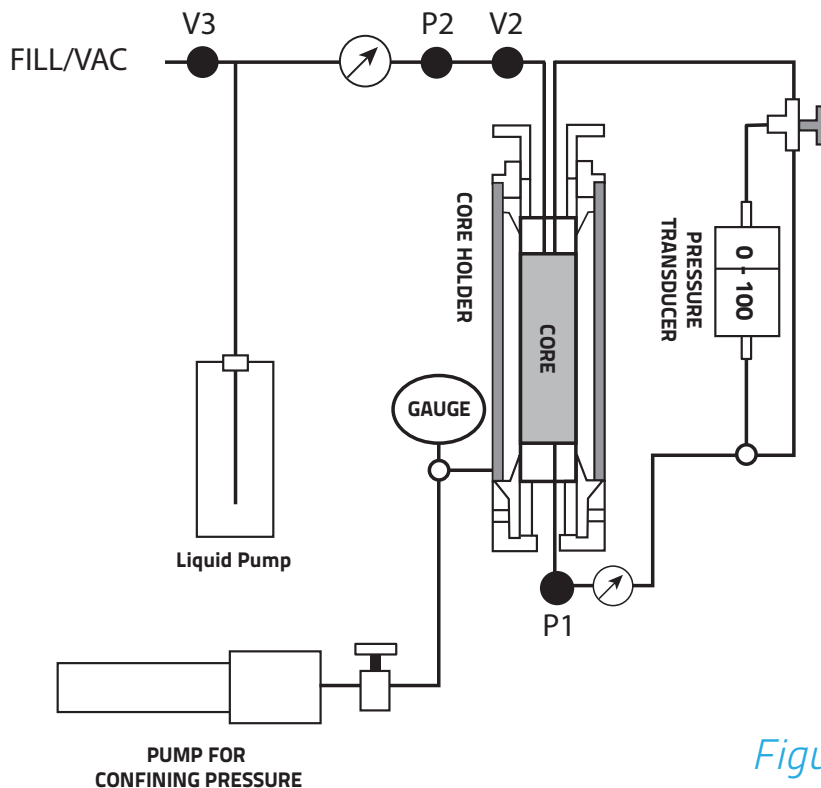 V3
P2
V2
FILL/VAC
CORE HOLDER
PRESSURE
TRANSDUCER
0 - 100
CORE
GAUGE
Liquid Pump
P1
PUMP FOR
CONFINING PRESSURE
Figu